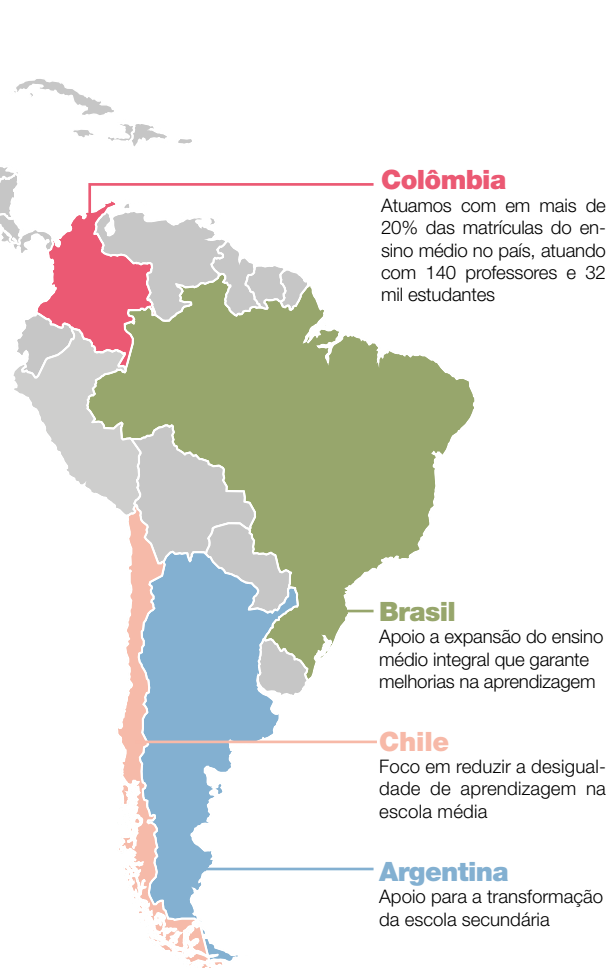 Colômbia
Atuamos com em mais de
20% das matrículas do en-
sino médio no país, atuando
com 140 professores e 32
mil estudantes
Brasil
Apoio a expansão do ensino
médio integral que garante
melhorias na aprendizagem
Chile
Foco em reduzir a desigual-
dade de aprendizagem na
escola média
Argentina
Apoio para a transformação
da escola secundária